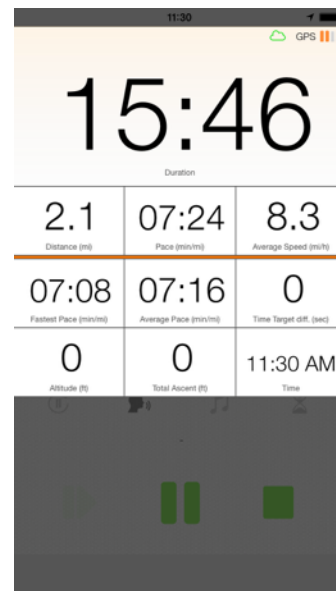 11:30
GPS
15:46
Duration
2.1 07:24 8.3
Distance (mi) Pace (min/mi) Average Speed (mi/h)
07:08 07:16 0
Fastest Pace (min/mi) Average Pace (min/mi) Time Target diff. (sec)
0 0 11:30 AM
Altitude (ft) Total Ascent (ft) Time